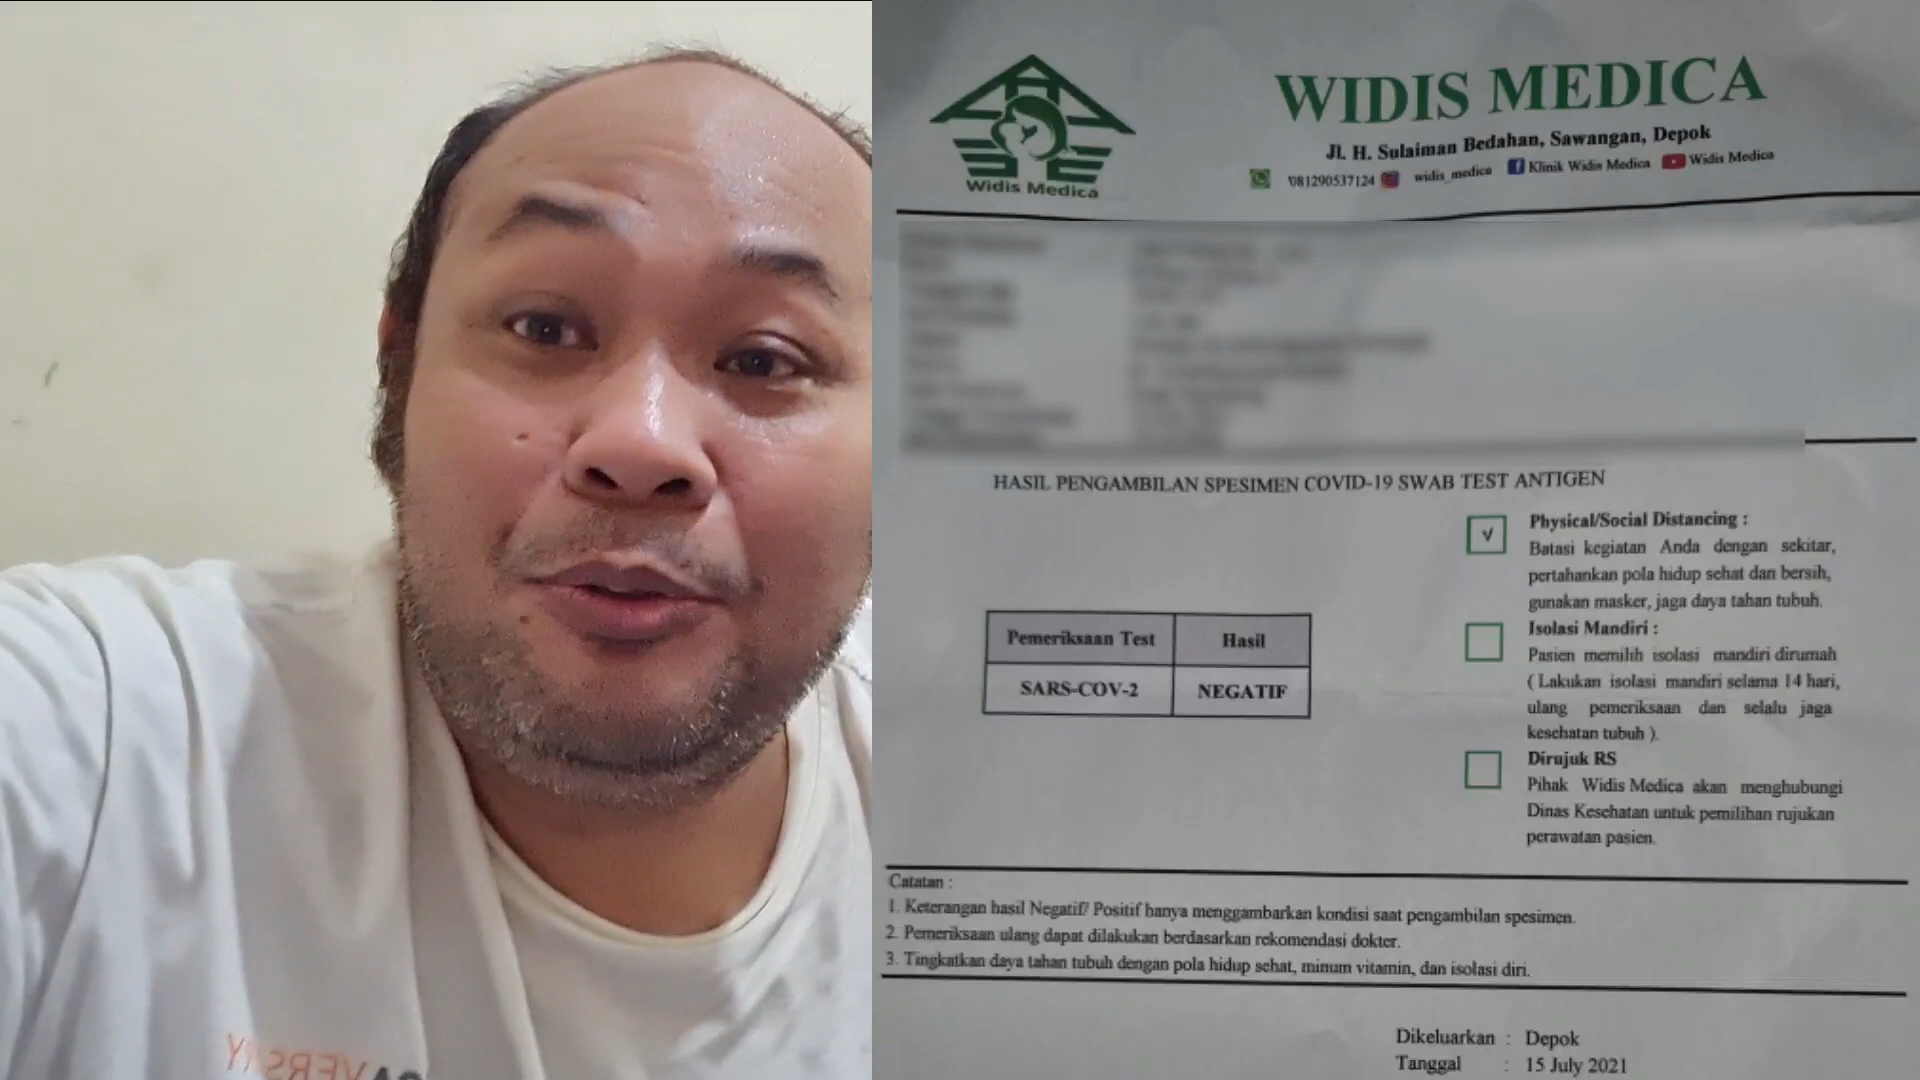 WIDIS MEDICA
Jl. H. Sulaiman Bedahan, Sawangan, Depok
081290537124 widis_medica Klinik Widis Medica Widis Medica
Widis Medica
HASIL PENGAMBILAN SPESIMEN COVID-19 SWAB TEST ANTIGEN
Pemeriksaan Test Hasil
SARS-COV-2 NEGATIF
√ Physical/Social Distancing :
Batasi kegiatan Anda dengan sekitar,
pertahankan pola hidup sehat dan bersih,
gunakan masker, jaga daya tahan tubuh.
Isolasi Mandiri :
Pasien memilih isolasi mandiri dirumah
( Lakukan isolasi mandiri selama 14 hari,
ulang pemeriksaan dan selalu jaga
kesehatan tubuh ).
Dirujuk RS
Pihak Widis Medica akan menghubungi
Dinas Kesehatan untuk pemilihan rujukan
perawatan pasien.
Catatan :
1. Keterangan hasil Negatif/ Positif hanya menggambarkan kondisi saat pengambilan spesimen.
2. Pemeriksaan ulang dapat dilakukan berdasarkan rekomendasi dokter.
3. Tingkatkan daya tahan tubuh dengan pola hidup sehat, minum vitamin, dan isolasi diri.
Dikeluarkan : Depok
Tanggal : 15 July 2021